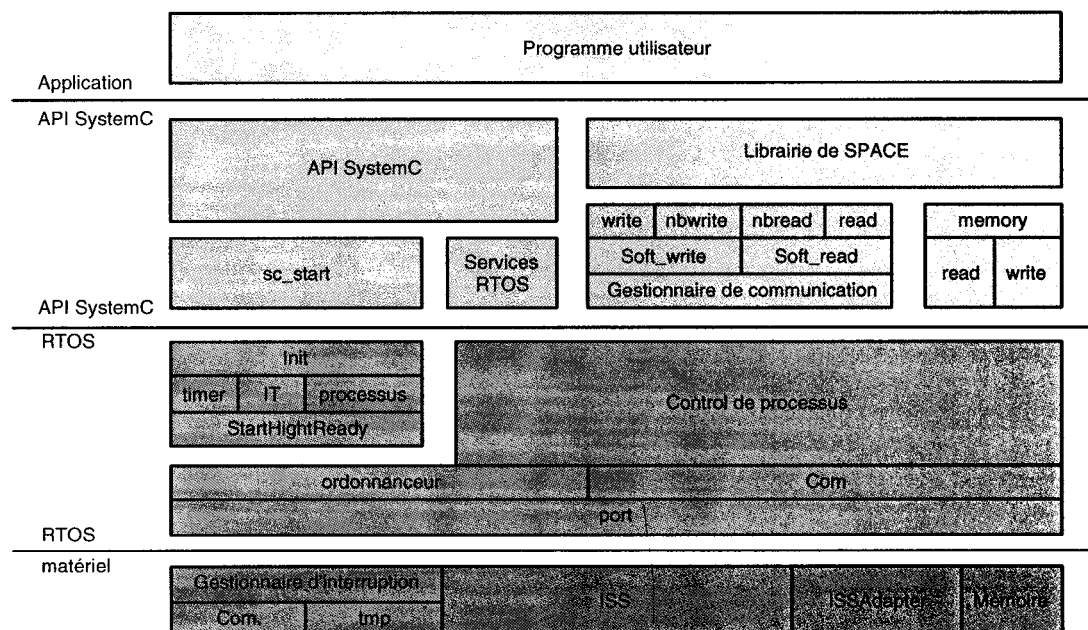 Programme utilisateur
Application
API SystemC
API SystemC
Librairie de SPACE
write nbwrite nbread read
memory
sc_start
Services
RTOS
Soft_write Soft_read
read write
Gestionnaire de communication
API SystemC
RTOS
Init
timer IT processus
Control de processus
StartHightReady
ordonnanceur
Com
port
RTOS
matériel
Gestionnaire d'interruption
ISS
ISSAdapter
Mémoire
Com. tmp